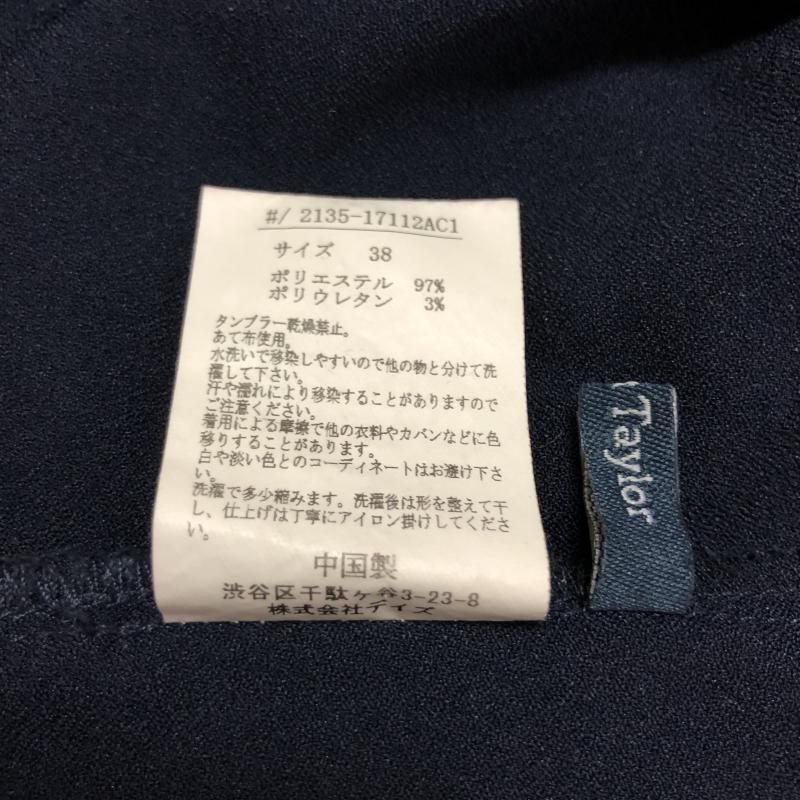 #/ 2135-17112AC1
サイズ 38
ポリエステル 97%
ポリウレタン 3%
タンブラー乾燥禁止。
あて布使用。
水洗いで移染しやすいので他の物と分けて洗
濯して下さい。
汗や濡れにより移染することがありますので
ご注意ください。
着用による摩擦で他の衣料やカバンなどに色
移りすることがあります。
白や淡い色とのコーディネートはお避け下さ
い。
洗濯で多少縮みます。洗濯後は形を整えて干
し、仕上げは丁寧にアイロン掛けしてくださ
い。
中国製
渋谷区千駄ヶ谷3-23-8
株式会社デイズ
Taylor